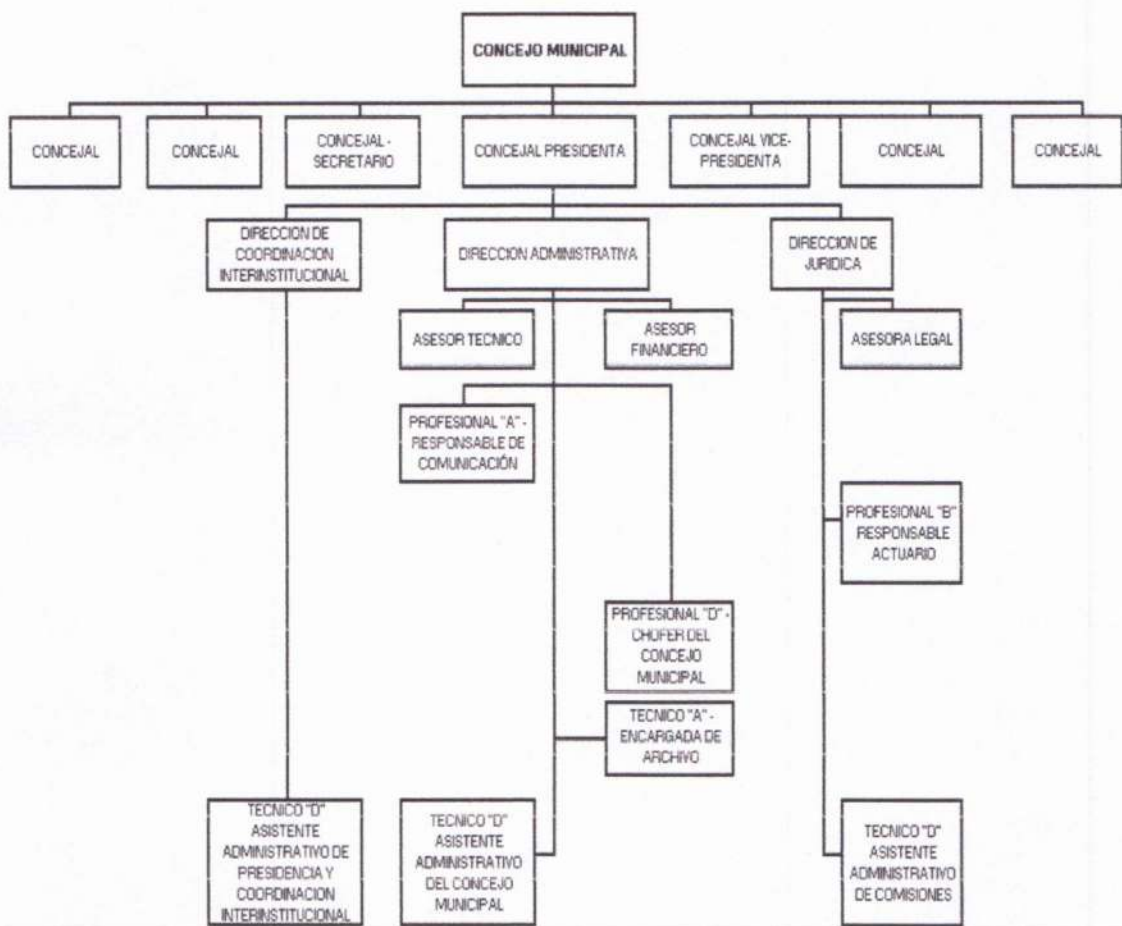 CONCEJO MUNICIPAL
CONCEJAL
CONCEJAL
CONCEJAL -
SECRETARIO
CONCEJAL PRESIDENTA
CONCEJAL VICE-
PRESIDENTA
CONCEJAL
CONCEJAL
DIRECCION DE
COORDINACION
INTERINSTITUCIONAL
DIRECCION ADMINISTRATIVA
DIRECCION DE
JURIDICA
ASESOR TECNICO
ASESOR
FINANCIERO
ASESORA LEGAL
PROFESIONAL "A" -
RESPONSABLE DE
COMUNICACIÓN
PROFESIONAL "B"
RESPONSABLE
ACTUARIO
PROFESIONAL "D" -
CHOFER DEL
CONCEJO
MUNICIPAL
TECNICO "A" -
ENCARGADA DE
ARCHIVO
TECNICO "D"
ASISTENTE
ADMINISTRATIVO DE
PRESIDENCIA Y
COORDINACION
INTERINSTITUCIONAL
TECNICO "D"
ASISTENTE
ADMINISTRATIVO
DEL CONCEJO
MUNICIPAL
TECNICO "D"
ASISTENTE
ADMINISTRATIVO
DE COMISIONES